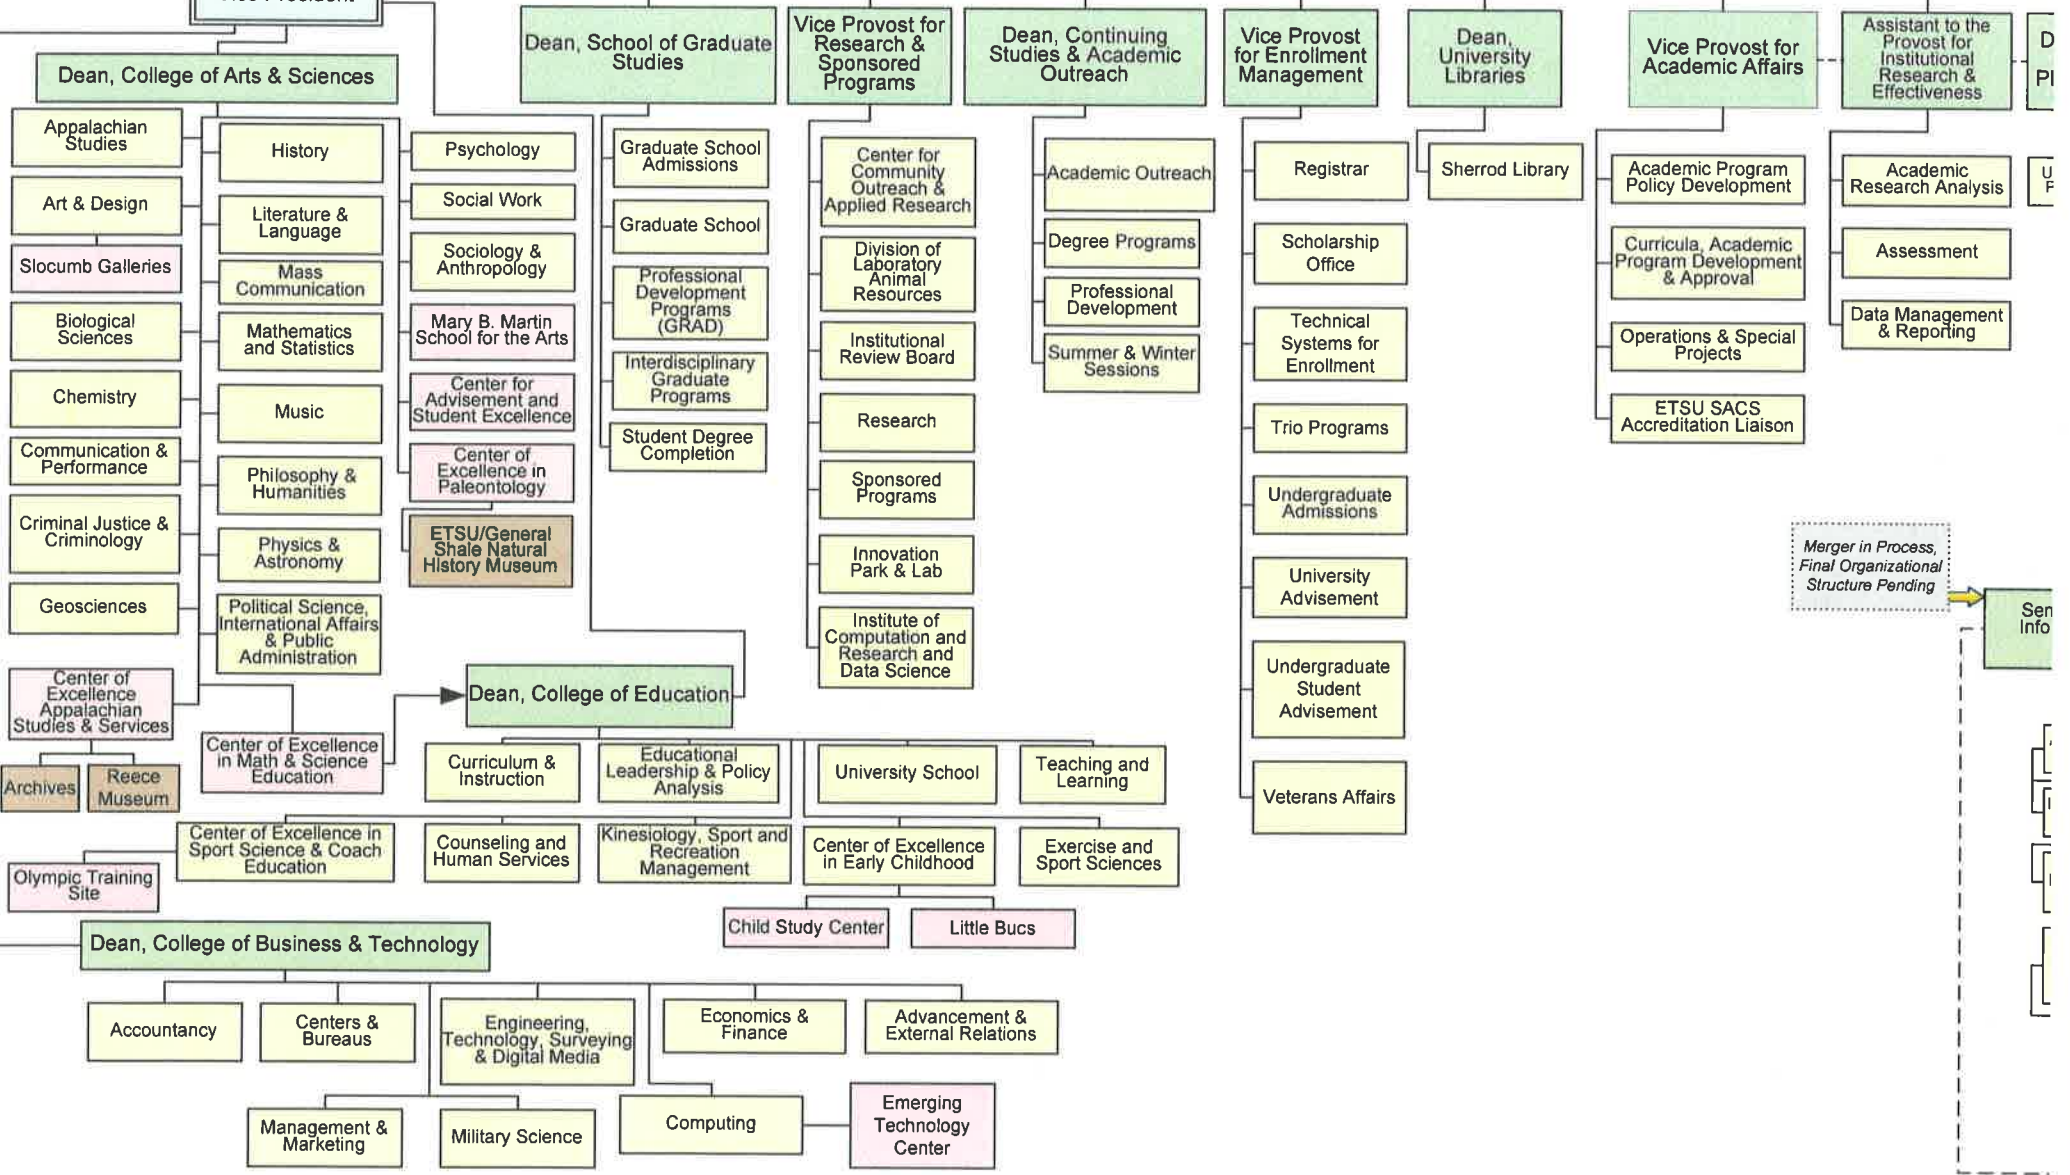 Dean, College of Arts & Sciences
Appalachian
Studies
Art & Design
Slocumb Galleries
Biological
Sciences
Chemistry
Communication &
Performance
Criminal Justice &
Criminology
Geosciences
Center of
Excellence
Appalachian
Studies & Services
Archives
Reece
Museum
History
Literature &
Language
Mass
Communication
Mathematics
and Statistics
Music
Philosophy &
Humanities
Physics &
Astronomy
Political Science,
International Affairs
& Public
Administration
Center of Excellence
in Math & Science
Education
Psychology
Social Work
Sociology &
Anthropology
Mary B. Martin
School for the Arts
Center for
Advisement and
Student Excellence
Center of
Excellence in
Paleontology
ETSU/General
Shale Natural
History Museum
Dean, School of Graduate
Studies
Graduate School
Admissions
Graduate School
Professional
Development
Programs
(GRAD)
Interdisciplinary
Graduate
Programs
Student Degree
Completion
Vice Provost for
Research &
Sponsored
Programs
Center for
Community
Outreach &
Applied Research
Division of
Laboratory
Animal
Resources
Institutional
Review Board
Research
Sponsored
Programs
Innovation
Park & Lab
Institute of
Computation and
Research and
Data Science
Dean, Continuing
Studies & Academic
Outreach
Academic Outreach
Degree Programs
Professional
Development
Summer & Winter
Sessions
Vice Provost
for Enrollment
Management
Registrar
Scholarship
Office
Technical
Systems for
Enrollment
Trio Programs
Undergraduate
Admissions
University
Advisement
Undergraduate
Student
Advisement
Veterans Affairs
Dean,
University
Libraries
Sherrod Library
Vice Provost for
Academic Affairs
Academic Program
Policy Development
Curricula, Academic
Program Development
& Approval
Operations & Special
Projects
ETSU SACS
Accreditation Liaison
Assistant to the
Provost for
Institutional
Research &
Effectiveness
Academic
Research Analysis
Assessment
Data Management
& Reporting
Merger in Process,
Final Organizational
Structure Pending
Dean, College of Education
Curriculum &
Instruction
Educational
Leadership & Policy
Analysis
University School
Teaching and
Learning
Center of Excellence in
Sport Science & Coach
Education
Olympic Training
Site
Counseling and
Human Services
Kinesiology, Sport and
Recreation
Management
Center of Excellence
in Early Childhood
Exercise and
Sport Sciences
Child Study Center
Little Bucs
Dean, College of Business & Technology
Accountancy
Centers &
Bureaus
Engineering,
Technology, Surveying
& Digital Media
Economics &
Finance
Advancement &
External Relations
Management &
Marketing
Military Science
Computing
Emerging
Technology
Center